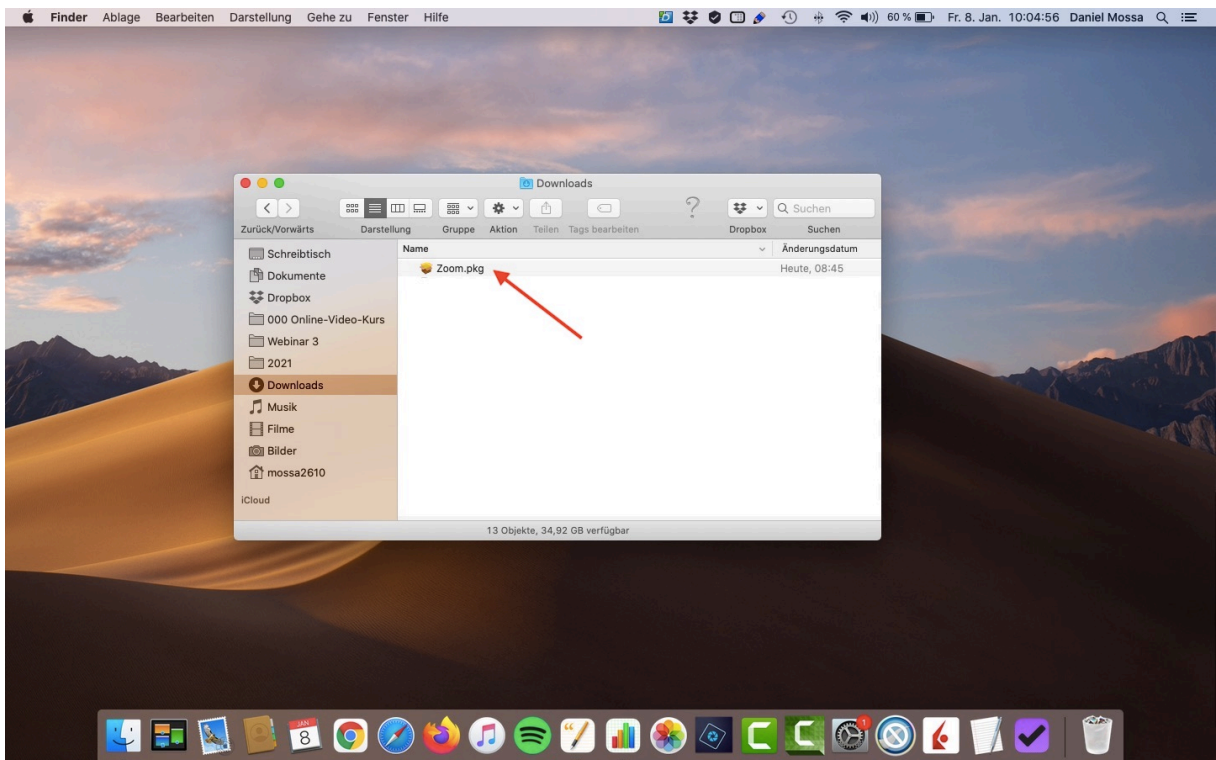 Finder Ablage Bearbeiten Darstellung Gehe zu Fenster Hilfe 60 % Fr. 8. Jan. 10:04:56 Daniel Mossa
Downloads
Suchen
Zurück/Vorwärts Darstellung Gruppe Aktion Teilen Tags bearbeiten Dropbox Suchen
Name Änderungsdatum
Zoom.pkg Heute, 08:45
Schreibtisch
Dokumente
Dropbox
000 Online-Video-Kurs
Webinar 3
2021
Downloads
Musik
Filme
Bilder
mossa2610
iCloud
13 Objekte, 34,92 GB verfügbar
JAN
8
1